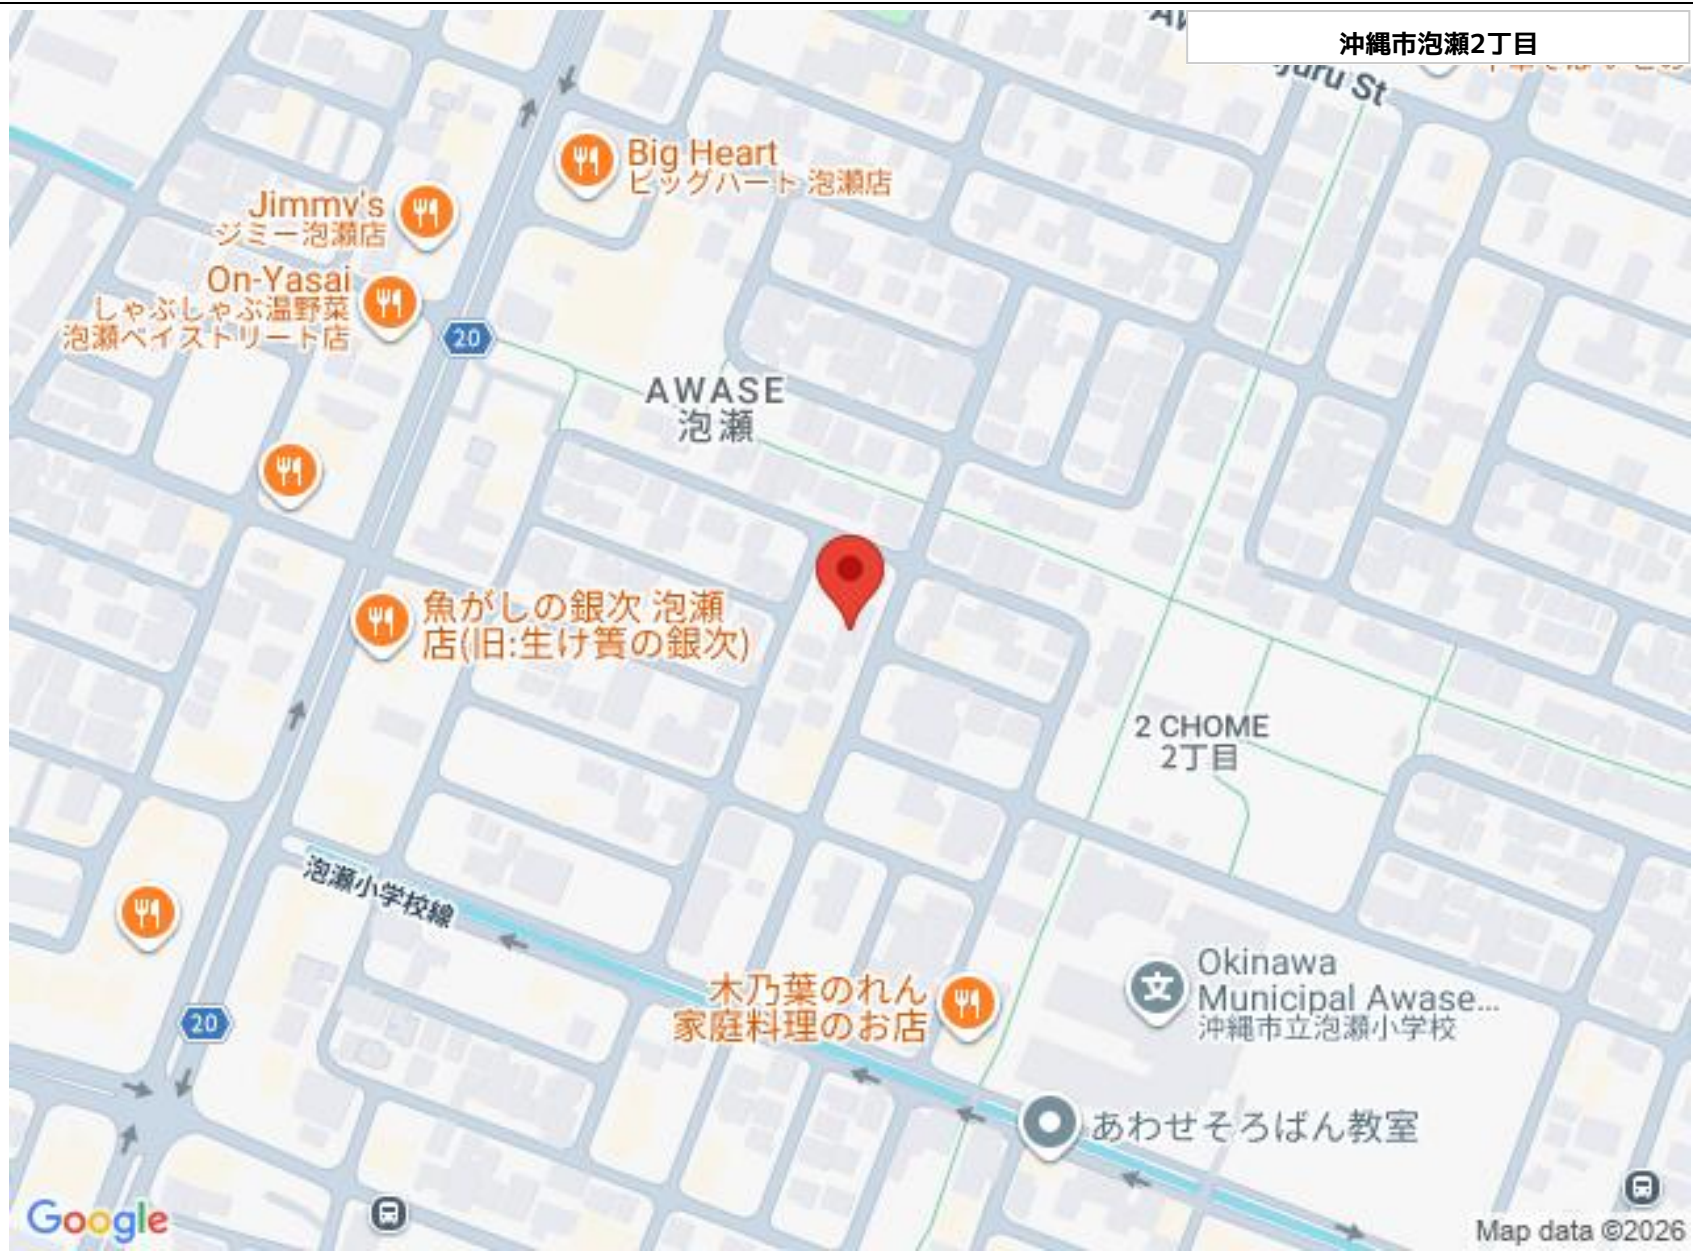 沖縄市泡瀬2丁目
Big Heart
ビッグハート 泡瀬店
Jimmy's
ジミー泡瀬店
On-Yasai
しゃぶしゃぶ温野菜
泡瀬ベイストリート店
20
AWASE
泡瀬
魚がしの銀次 泡瀬
店(旧:生け簀の銀次)
2 CHOME
2丁目
泡瀬小学校線
Okinawa
Municipal Awase...
沖縄市立泡瀬小学校
木乃葉のれん
家庭料理のお店
20
あわせそろばん教室
Google
Map data ©2026